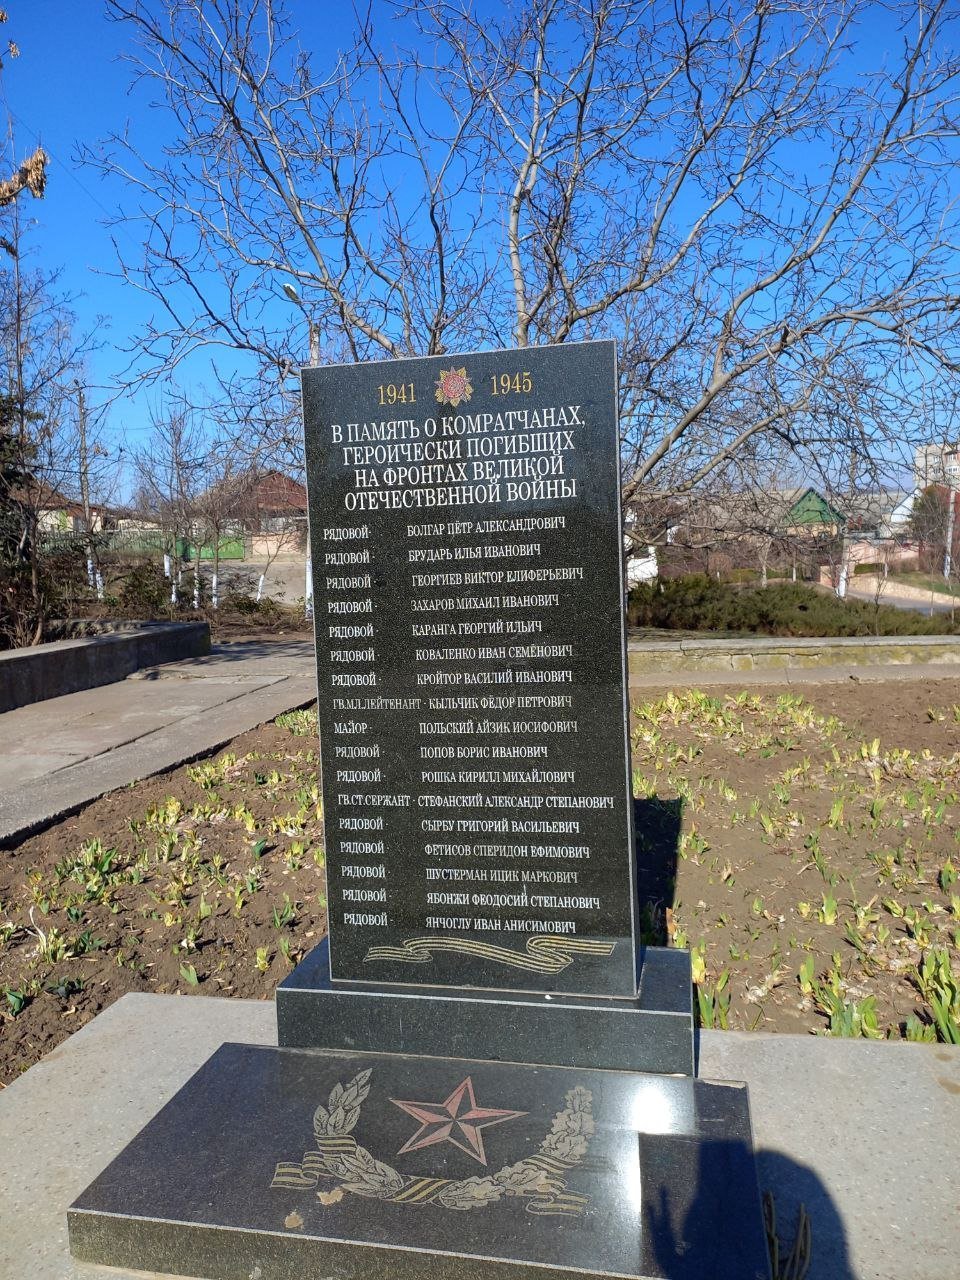 1941 1945
В ПАМЯТЬ О КОМРАТЧАНАХ,
ГЕРОИЧЕСКИ ПОГИБШИХ
НА ФРОНТАХ ВЕЛИКОЙ
ОТЕЧЕСТВЕННОЙ ВОЙНЫ
РЯДОВОЙ - БОЛГАР ПЁТР АЛЕКСАНДРОВИЧ
РЯДОВОЙ - БРУДАРЬ ИЛЬЯ ИВАНОВИЧ
РЯДОВОЙ - ГЕОРГИЕВ ВИКТОР ЕЛИФЕРЬЕВИЧ
РЯДОВОЙ - ЗАХАРОВ МИХАИЛ ИВАНОВИЧ
РЯДОВОЙ - КАРАНГА ГЕОРГИЙ ИЛЬИЧ
РЯДОВОЙ - КОВАЛЕНКО ИВАН СЕМЁНОВИЧ
РЯДОВОЙ - КРОЙТОР ВАСИЛИЙ ИВАНОВИЧ
ГВ.МЛ.ЛЕЙТЕНАНТ - КЫЛЬЧИК ФЁДОР ПЕТРОВИЧ
МАЙОР - ПОЛЬСКИЙ АЙЗИК ИОСИФОВИЧ
РЯДОВОЙ - ПОПОВ БОРИС ИВАНОВИЧ
РЯДОВОЙ - РОШКА КИРИЛЛ МИХАЙЛОВИЧ
ГВ.СТ.СЕРЖАНТ - СТЕФАНСКИЙ АЛЕКСАНДР СТЕПАНОВИЧ
РЯДОВОЙ - СЫРБУ ГРИГОРИЙ ВАСИЛЬЕВИЧ
РЯДОВОЙ - ФЕТИСОВ СПЕРИДОН ЕФИМОВИЧ
РЯДОВОЙ - ШУСТЕРМАН ИЦИК МАРКОВИЧ
РЯДОВОЙ - ЯБОНЖИ ФЕОДОСИЙ СТЕПАНОВИЧ
РЯДОВОЙ - ЯНЧОГЛУ ИВАН АНИСИМОВИЧ